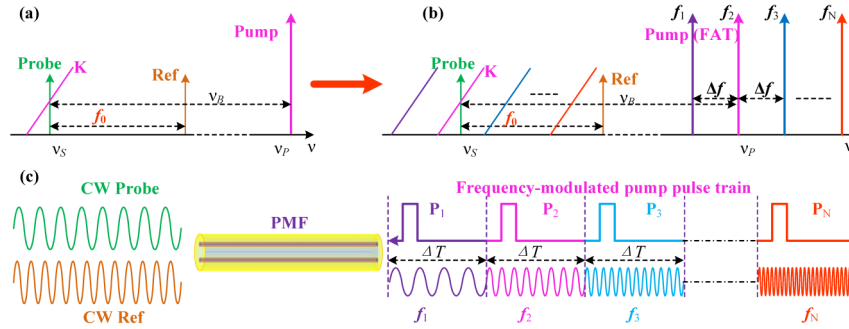 (a)
Pump
Probe
K
Ref
ν_B
f_0
ν_S
ν_P
ν
(b)
f_1
f_2
f_3
f_N
Pump (FAT)
Probe
K
Ref
Δf
Δf
ν_B
f_0
ν_S
ν_P
ν
(c)
CW Probe
CW Ref
PMF
Frequency-modulated pump pulse train
P_1
P_2
P_3
P_N
ΔT
ΔT
ΔT
f_1
f_2
f_3
f_N